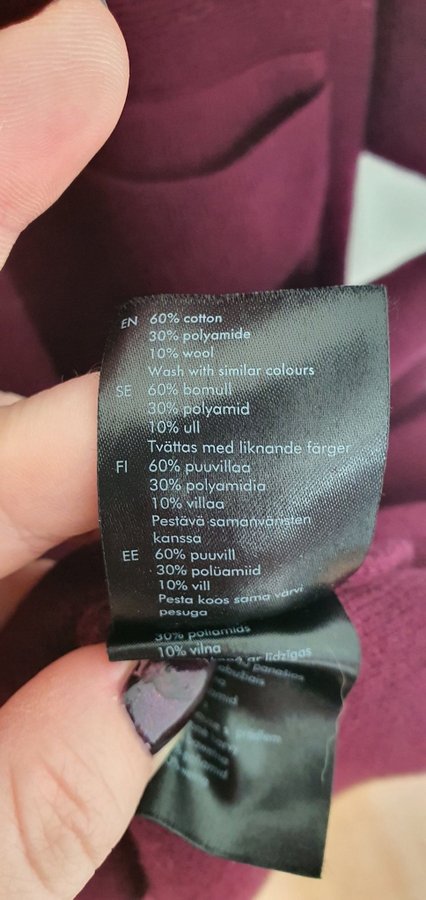 EN 60% cotton
30% polyamide
10% wool
Wash with similar colours
SE 60% bomull
30% polyamid
10% ull
Tvättas med liknande färger
FI 60% puuvillaa
30% polyamidia
10% villaa
Pestävä samanväristen
kanssa
EE 60% puuvill
30% polüamiid
10% vill
Pesta koos sama värvi
pesuga
30% poliamīds
10% vilna
ar līdzīgas